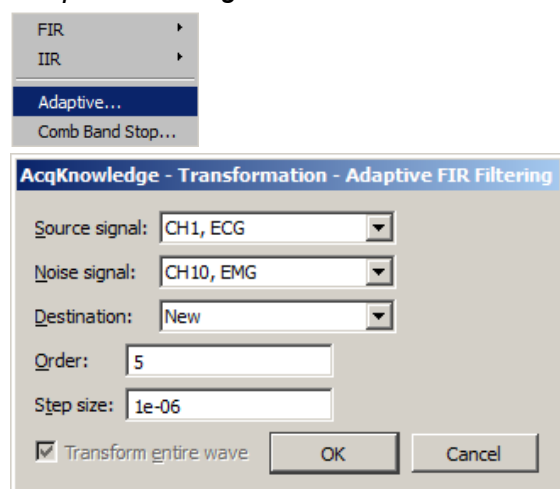 FIR
IIR
Adaptive...
Comb Band Stop...
AcqKnowledge - Transformation - Adaptive FIR Filtering
Source signal: CH1, ECG
Noise signal: CH10, EMG
Destination: New
Order: 5
Step size: 1e-06
Transform entire wave OK Cancel